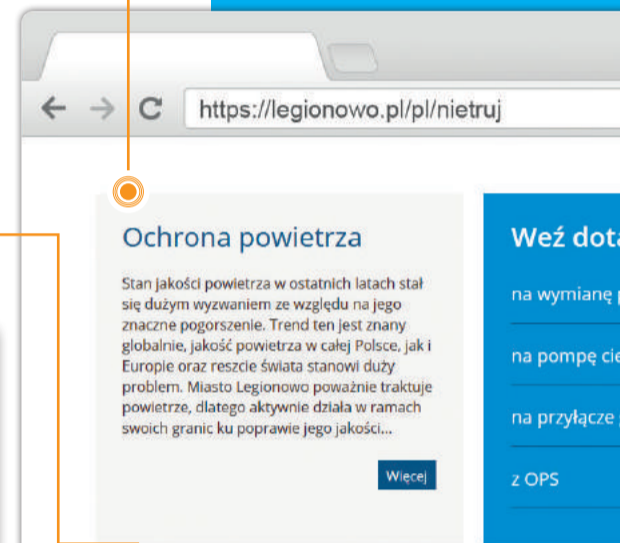 https://legionowo.pl/pl/nietruj
Ochrona powietrza
Stan jakości powietrza w ostatnich latach stał
się dużym wyzwaniem ze względu na jego
znaczne pogorszenie. Trend ten jest znany
globalnie, jakość powietrza w całej Polsce, jak i
Europie oraz reszcie świata stanowi duży
problem. Miasto Legionowo poważnie traktuje
powietrze, dlatego aktywnie działa w ramach
swoich granic ku poprawie jego jakości...
Więcej
Weź
na wymianę
na pompę
na przyłącze
z OPS